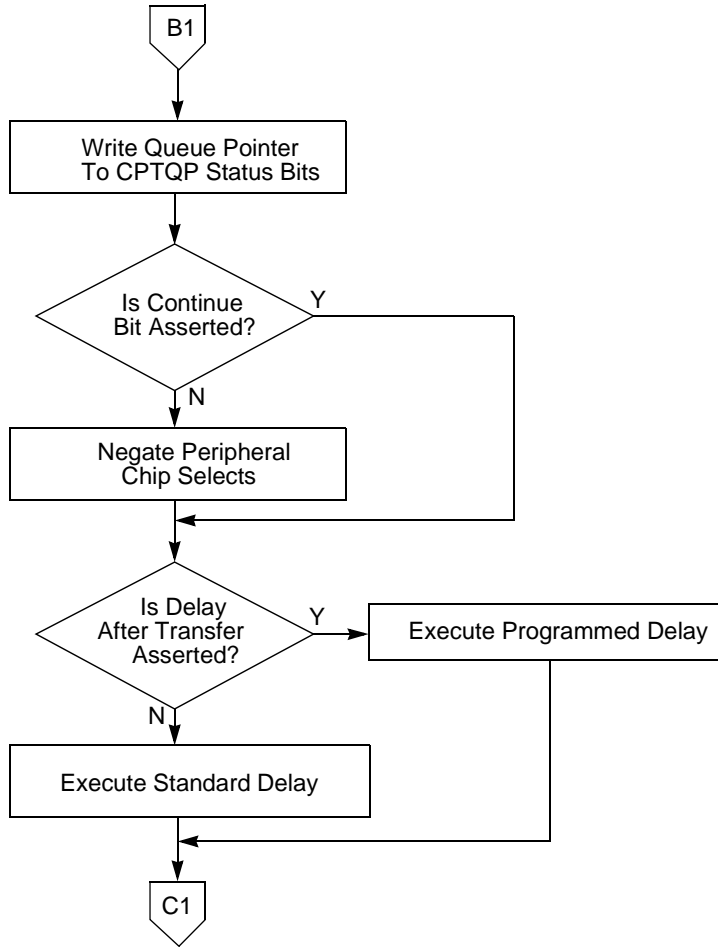 B1
Write Queue Pointer
To CPTQP Status Bits
Is Continue
Bit Asserted?
Y
N
Negate Peripheral
Chip Selects
Is Delay
After Transfer
Asserted?
Y
Execute Programmed Delay
N
Execute Standard Delay
C1